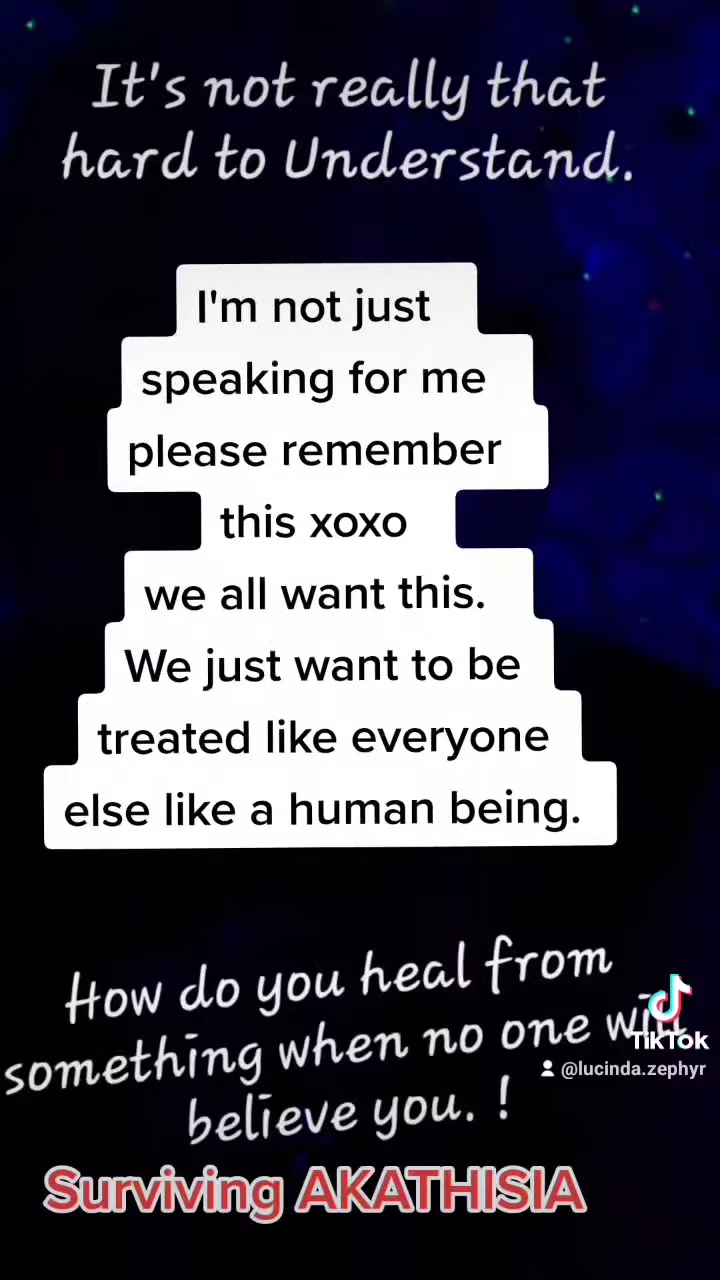 It's not really that
hard to Understand.
I'm not just
speaking for me
please remember
this xoxo
we all want this.
We just want to be
treated like everyone
else like a human being.
How do you heal from
something when no one will
believe you. !
TikTok
@lucinda.zephyr
Surviving AKATHISIA